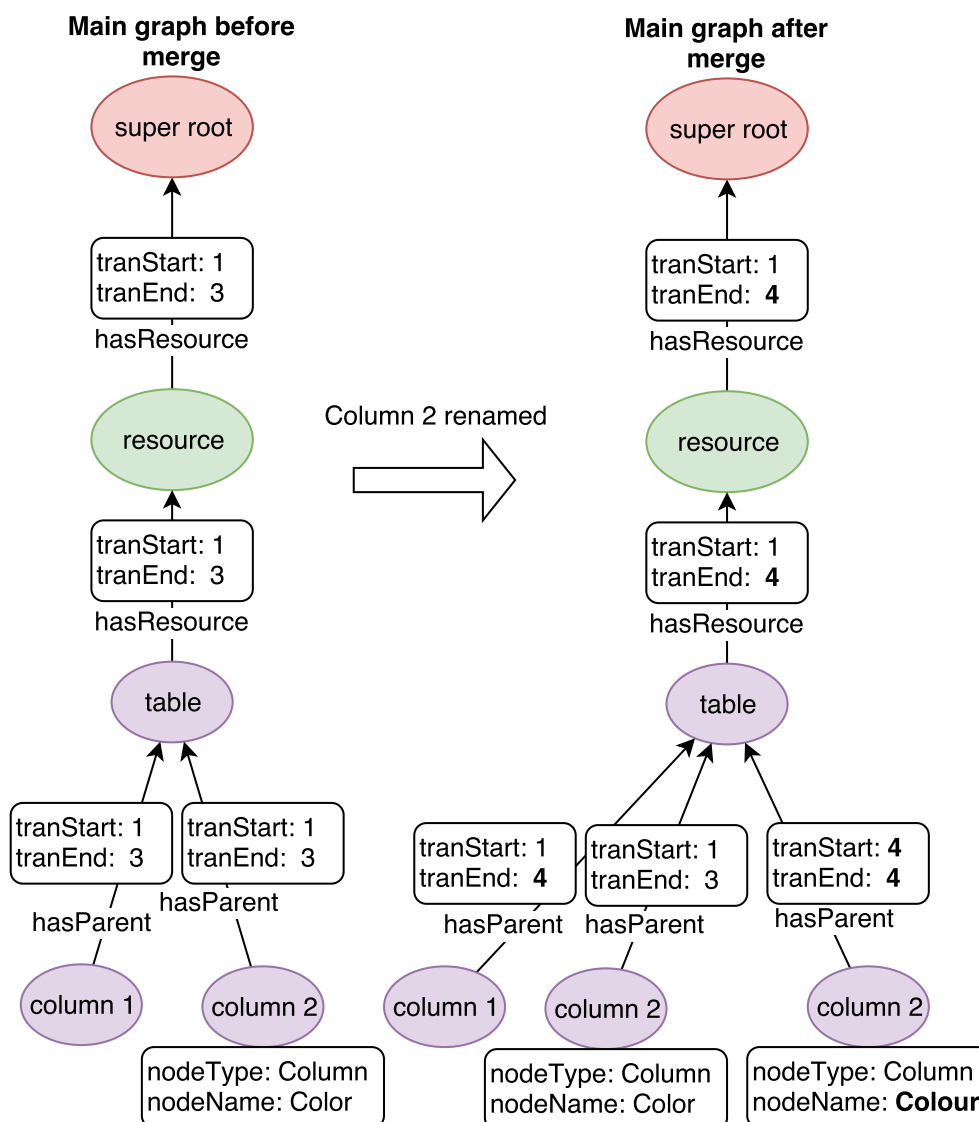 Main graph before
merge
super root
tranStart: 1
tranEnd: 3
hasResource
resource
tranStart: 1
tranEnd: 3
hasResource
table
tranStart: 1
tranEnd: 3
hasParent
tranStart: 1
tranEnd: 3
hasParent
column 1
column 2
nodeType: Column
nodeName: Color
Column 2 renamed
Main graph after
merge
super root
tranStart: 1
tranEnd: 4
hasResource
resource
tranStart: 1
tranEnd: 4
hasResource
table
tranStart: 1
tranEnd: 4
hasParent
tranStart: 1
tranEnd: 3
hasParent
tranStart: 4
tranEnd: 4
hasParent
column 1
column 2
nodeType: Column
nodeName: Color
column 2
nodeType: Column
nodeName: Colour